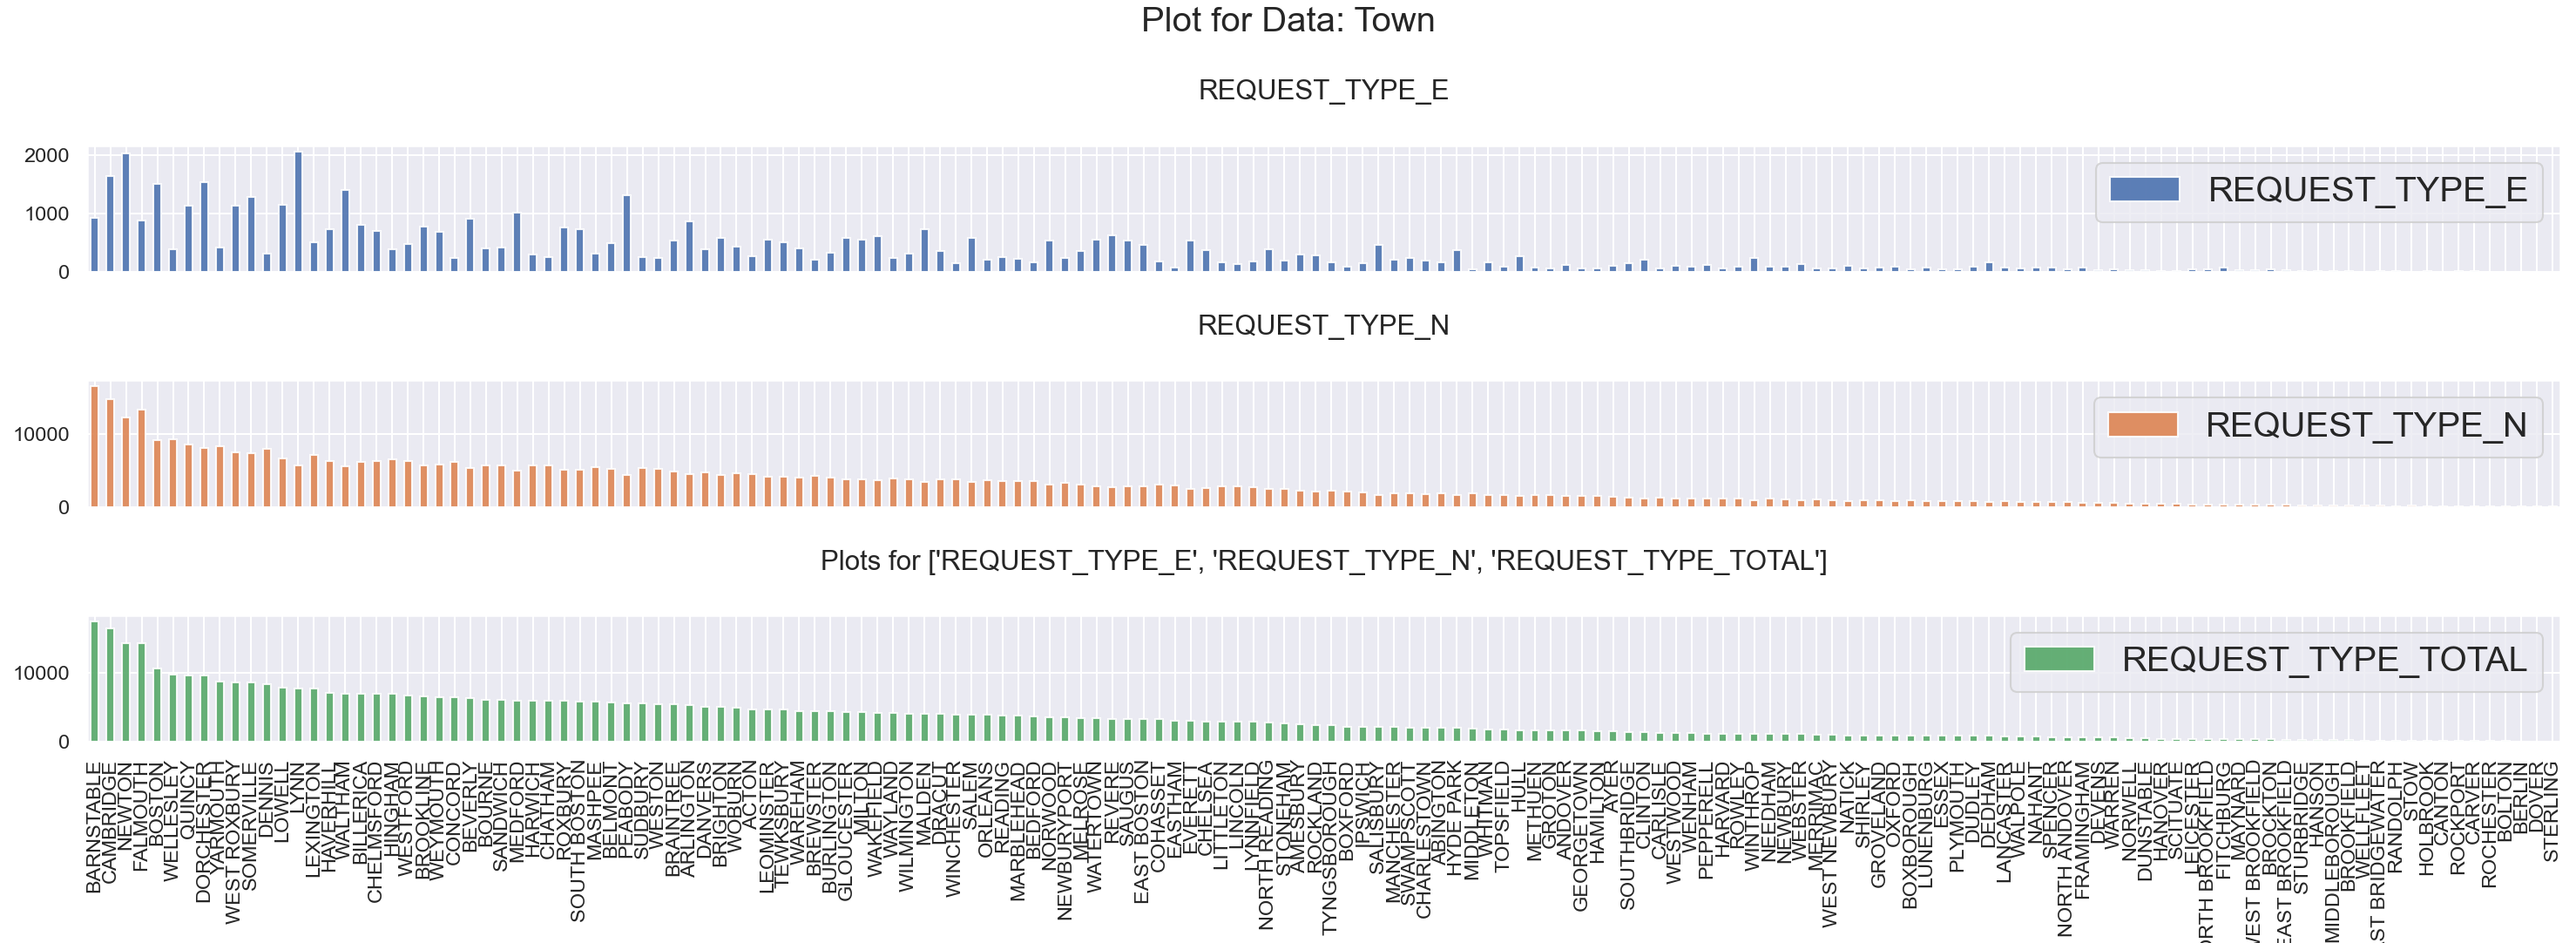 Plot for Data: Town
REQUEST_TYPE_E
2000
1000
0
REQUEST_TYPE_E
REQUEST_TYPE_N
10000
0
REQUEST_TYPE_N
Plots for ['REQUEST_TYPE_E', 'REQUEST_TYPE_N', 'REQUEST_TYPE_TOTAL']
10000
0
REQUEST_TYPE_TOTAL
BARNSTABLE
CAMBRIDGE
NEWTON
FALMOUTH
BOSTON
WELLESLEY
QUINCY
DORCHESTER
YARMOUTH
WEST ROXBURY
SOMERVILLE
DENNIS
LOWELL
LYNN
LEXINGTON
HAVERHILL
WALTHAM
BILLERICA
CHELMSFORD
HINGHAM
WESTFORD
BROOKLINE
WEYMOUTH
CONCORD
BEVERLY
BOURNE
SANDWICH
MEDFORD
HARWICH
CHATHAM
ROXBURY
SOUTH BOSTON
MASHPEE
BELMONT
PEABODY
SUDBURY
WESTON
BRAINTREE
ARLINGTON
DANVERS
BRIGHTON
WOBURN
ACTON
LEOMINSTER
TEWKSBURY
WAREHAM
BREWSTER
BURLINGTON
GLOUCESTER
MILTON
WAKEFIELD
WAYLAND
WILMINGTON
MALDEN
DRACUT
WINCHESTER
SALEM
ORLEANS
READING
MARBLEHEAD
BEDFORD
NORWOOD
NEWBURYPORT
MELROSE
WATERTOWN
REVERE
SAUGUS
EAST BOSTON
COHASSET
EASTHAM
EVERETT
CHELSEA
LITTLETON
LINCOLN
LYNNFIELD
NORTH READING
STONEHAM
AMESBURY
ROCKLAND
TYNGSBOROUGH
BOXFORD
IPSWICH
SALISBURY
MANCHESTER
SWAMPSCOTT
CHARLESTOWN
ABINGTON
HYDE PARK
MIDDLETON
WHITMAN
TOPSFIELD
HULL
METHUEN
GROTON
ANDOVER
GEORGETOWN
HAMILTON
AYER
SOUTHBRIDGE
CLINTON
CARLISLE
WESTWOOD
WENHAM
PEPPERELL
HARVARD
ROWLEY
WINTHROP
NEEDHAM
NEWBURY
WEBSTER
MERRIMAC
WEST NEWBURY
NATICK
SHIRLEY
GROVELAND
OXFORD
BOXBOROUGH
LUNENBURG
ESSEX
PLYMOUTH
DUDLEY
DEDHAM
LANCASTER
WALPOLE
NAHANT
SPENCER
NORTH ANDOVER
FRAMINGHAM
DEVENS
WARREN
NORWELL
DUNSTABLE
HANOVER
SCITUATE
LEICESTER
ORTH BROOKFIELD
FITCHBURG
MAYNARD
WEST BROOKFIELD
BROCKTON
EAST BROOKFIELD
STURBRIDGE
HANSON
MIDDLEBOROUGH
BROOKFIELD
WELLFLEET
AST BRIDGEWATER
RANDOLPH
STOW
HOLBROOK
CANTON
ROCKPORT
CARVER
ROCHESTER
BOLTON
BERLIN
DOVER
STERLING